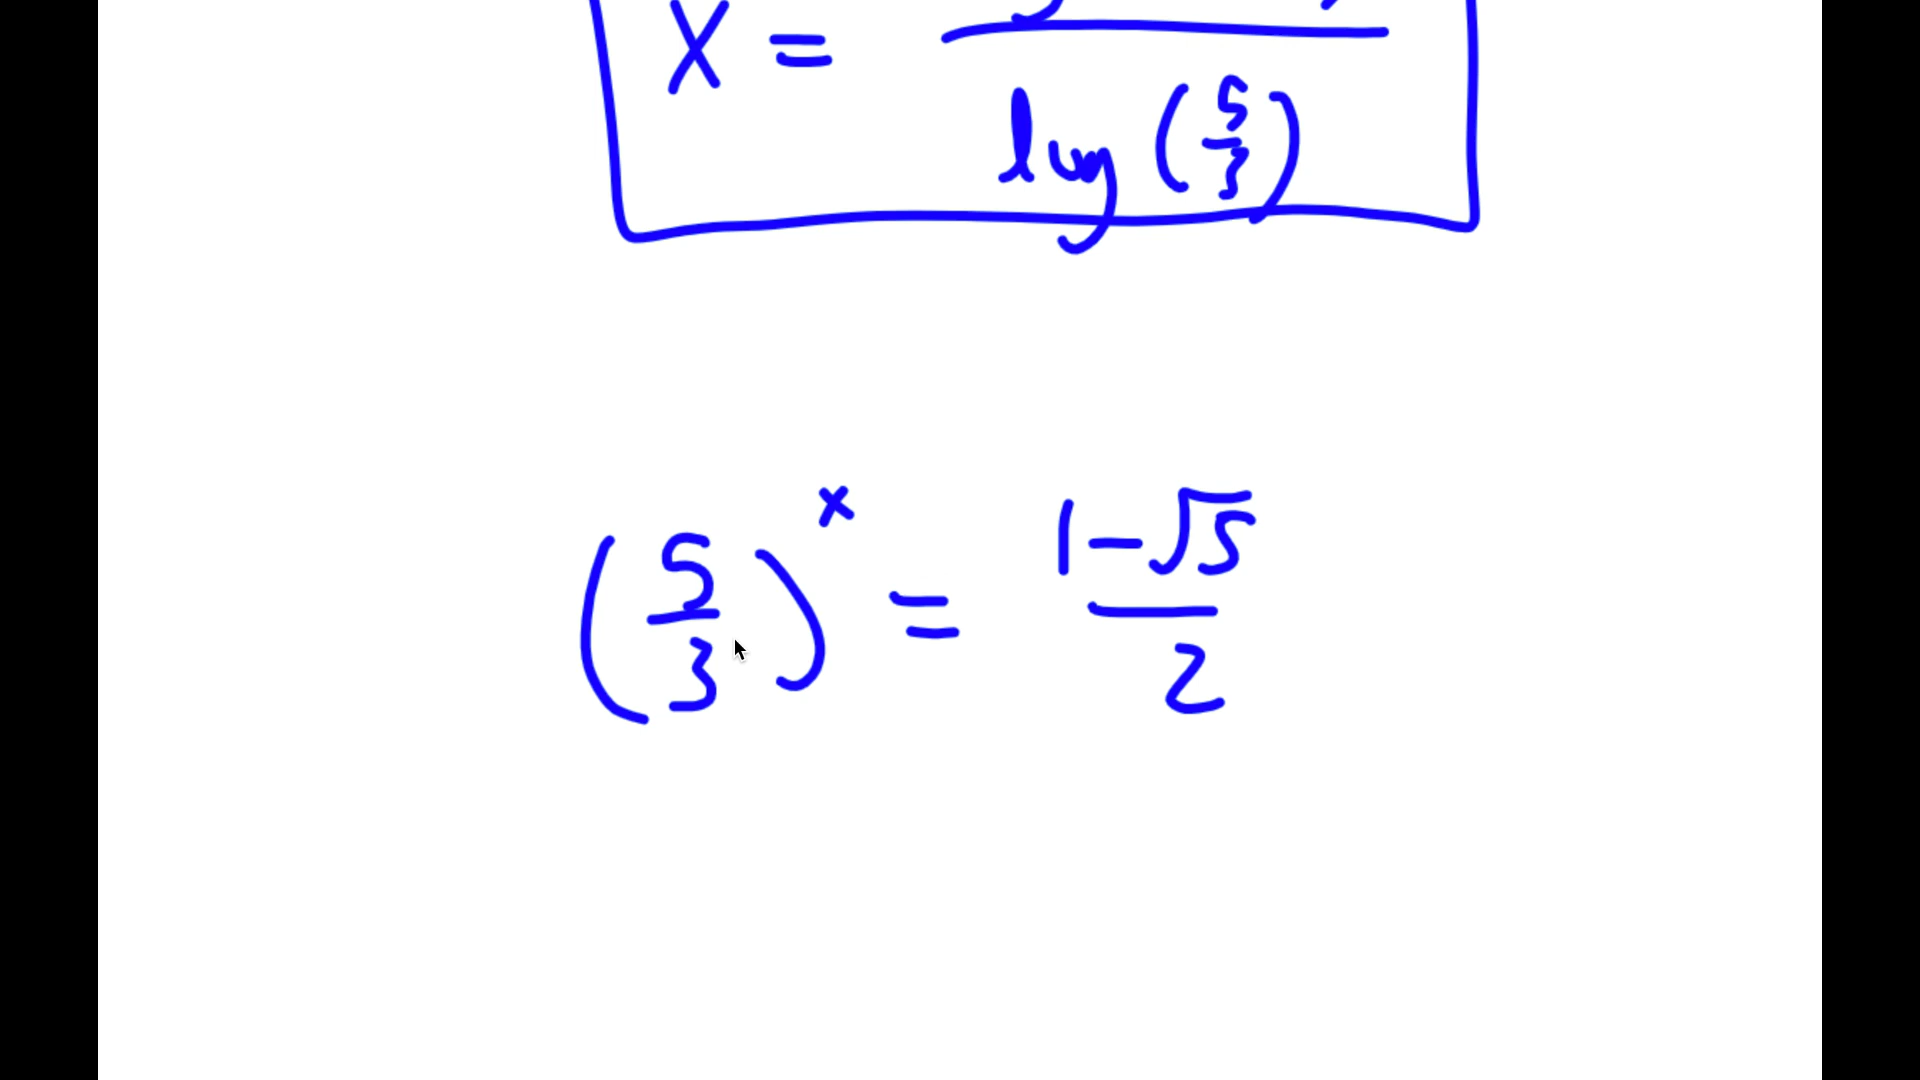 X =
log (5/3)
(5/3)^x = (1-√5)/2